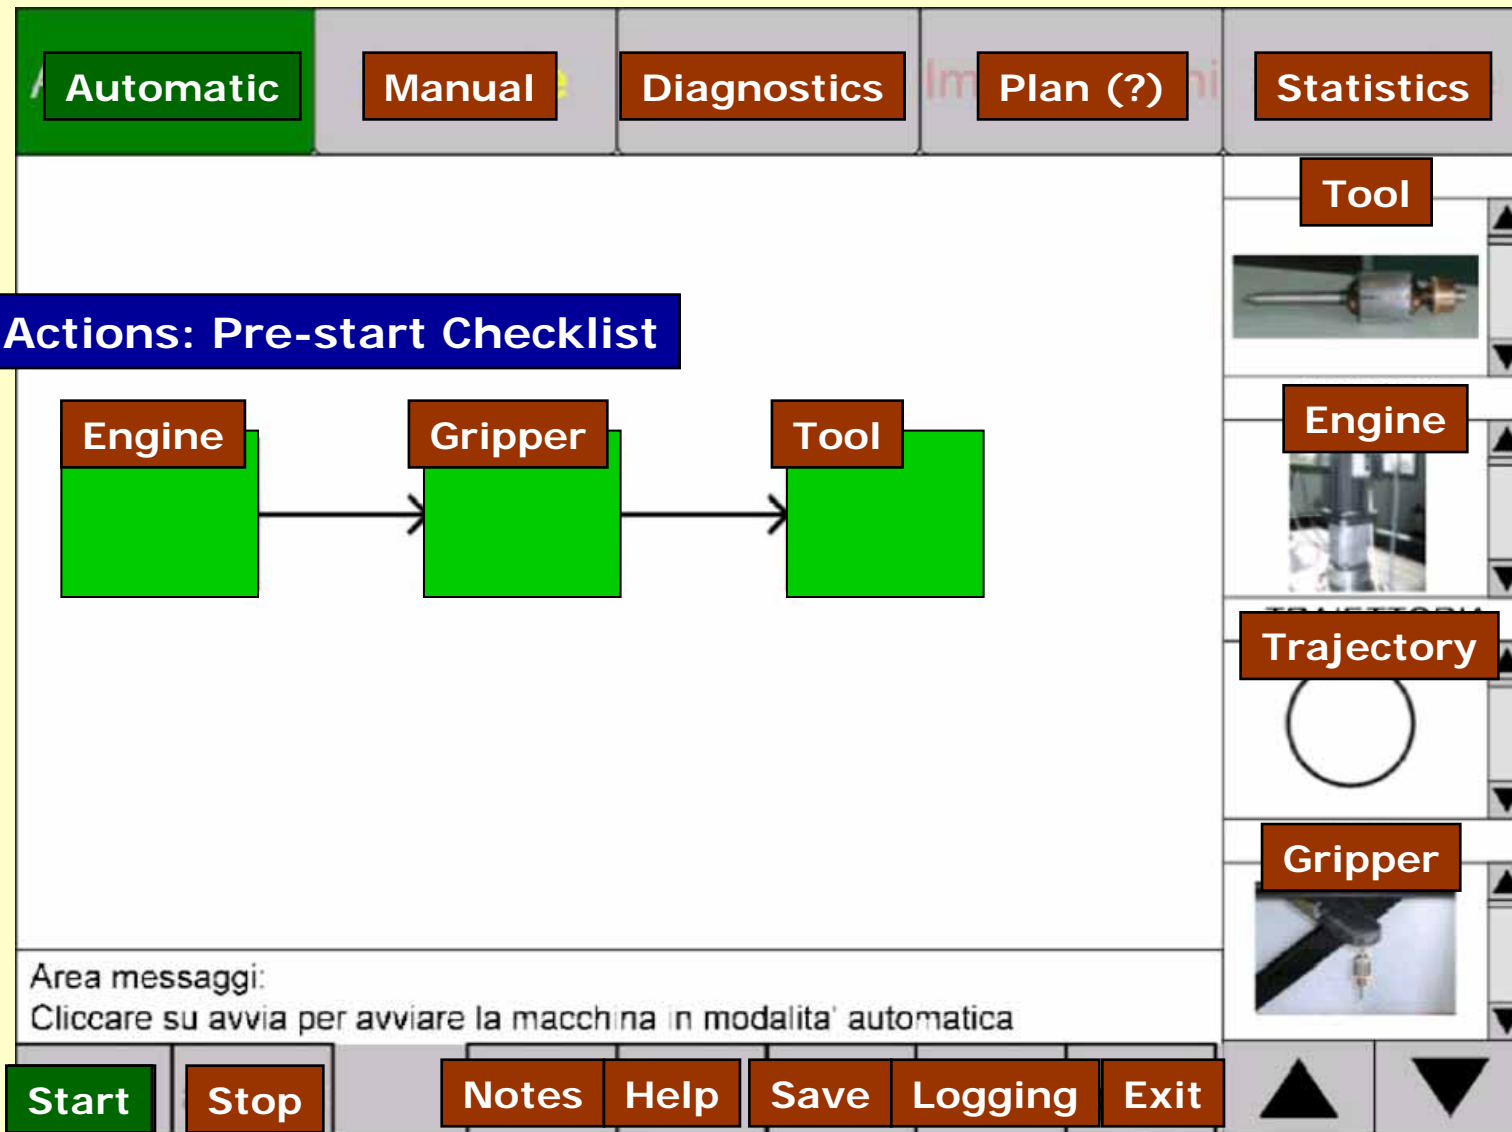 Automatic
Manual
Diagnostics
Plan (?)
Statistics
Tool
Actions: Pre-start Checklist
Engine
Gripper
Tool
Engine
Trajectory
Gripper
Area messaggi:
Cliccare su avvia per avviare la macchina in modalita' automatica
Start
Stop
Notes
Help
Save
Logging
Exit